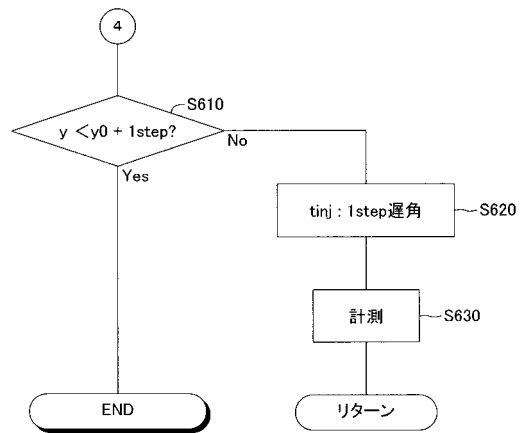 4
S610
y <y0 + 1step?
No
Yes
tinj : 1step遅角
S620
計測
S630
END
リターン